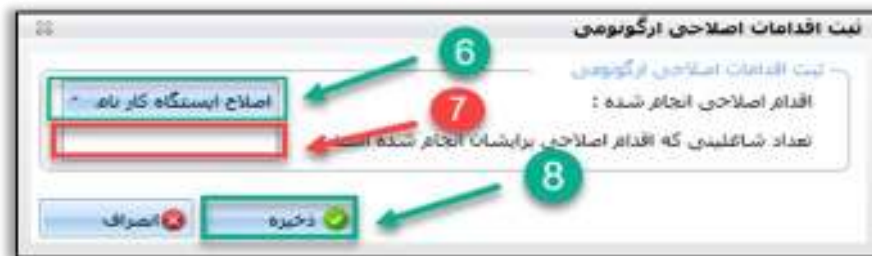 ثبت اقدامات اصلاحی ارگونومی
ثبت اقدامات اصلاحی ارگونومی
اقدام اصلاحی انجام شده :
اصلاح ایستگاه کار نام
6
تعداد شاغلینی که اقدام اصلاحی برایشان انجام شده است :
7
ذخیره
انصراف
8